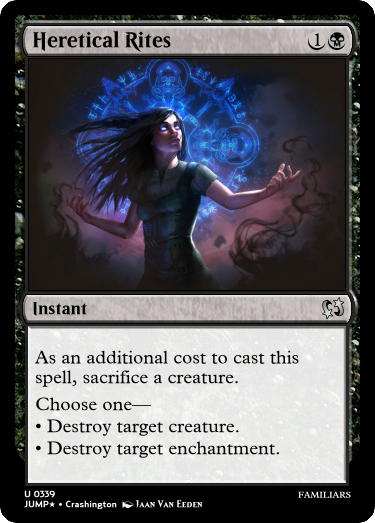 Heretical Rites 1
Instant
As an additional cost to cast this
spell, sacrifice a creature.
Choose one—
• Destroy target creature.
• Destroy target enchantment.
U 0339
JUMP★ • Crashington Jaan Van Eeden
FAMILIARS